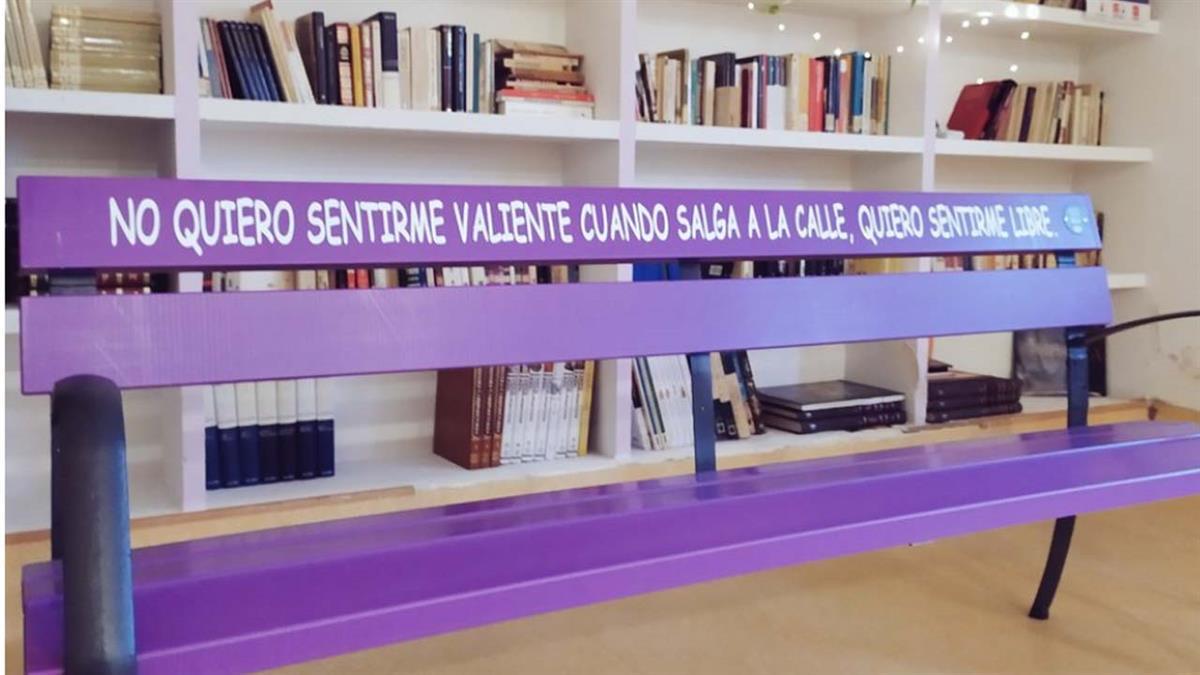 NO QUIERO SENTIRME VALIENTE CUANDO SALGA A LA CALLE, QUIERO SENTIRME LIBRE.